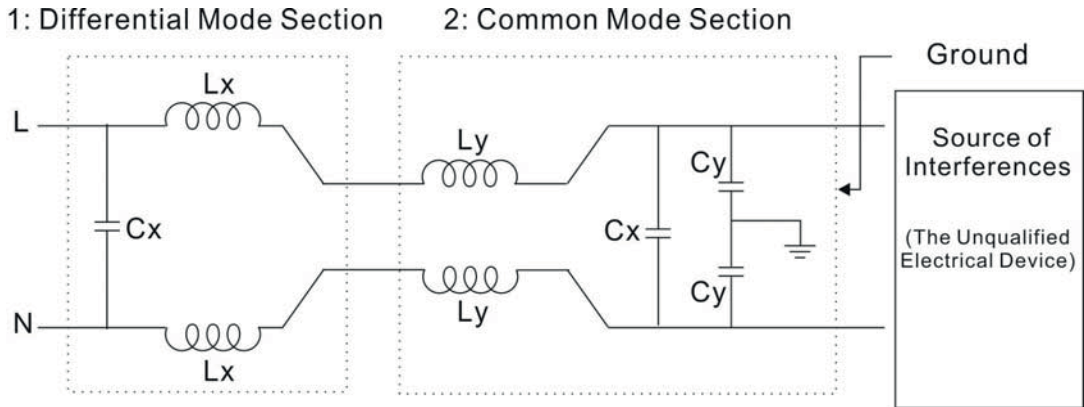 1: Differential Mode Section
2: Common Mode Section
Ground
Lx
L
Ly
Cx
Cx
Cy
Cy
N
Ly
Lx
Source of
Interferences
(The Unqualified
Electrical Device)